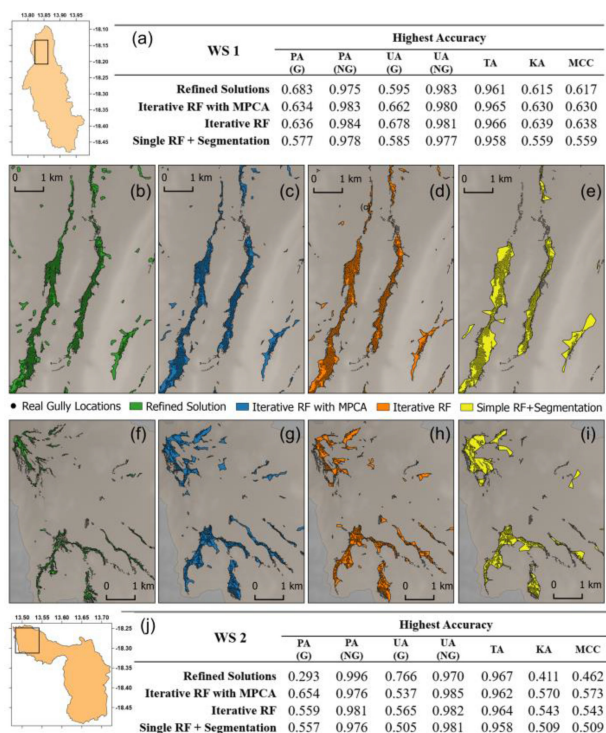 13.80 13.85 13.90 13.95
-18.10
-18.15
-18.20
-18.25
-18.30
-18.35
-18.40
-18.45
(a)
WS 1
Highest Accuracy
PA (G) PA (NG) UA (G) UA (NG) TA KA MCC
Refined Solutions 0.683 0.975 0.595 0.983 0.961 0.615 0.617
Iterative RF with MPCA 0.634 0.983 0.662 0.980 0.965 0.630 0.630
Iterative RF 0.636 0.984 0.678 0.981 0.966 0.639 0.638
Single RF + Segmentation 0.577 0.978 0.585 0.977 0.958 0.559 0.559
0 1 km (b)
0 1 km (c)
0 1 km (d)
0 1 km (e)
Real Gully Locations Refined Solution Iterative RF with MPCA Iterative RF Simple RF+Segmentation
(f) 0 1 km
(g) 0 1 km
(h) 0 1 km
(i) 0 1 km
13.50 13.55 13.60 13.65 13.70
-18.25
-18.30
-18.35
-18.40
-18.45
(j)
WS 2
Highest Accuracy
PA (G) PA (NG) UA (G) UA (NG) TA KA MCC
Refined Solutions 0.293 0.996 0.766 0.970 0.967 0.411 0.462
Iterative RF with MPCA 0.654 0.976 0.537 0.985 0.962 0.570 0.573
Iterative RF 0.559 0.981 0.565 0.982 0.964 0.543 0.543
Single RF + Segmentation 0.557 0.976 0.505 0.981 0.958 0.509 0.509